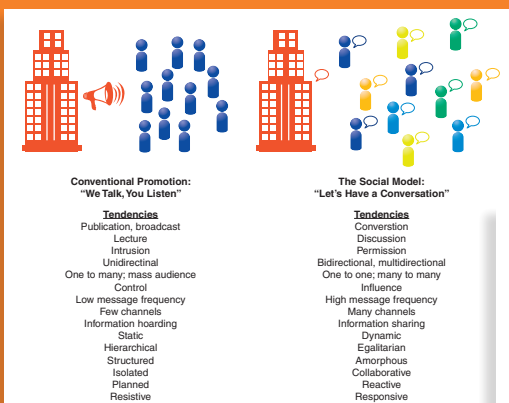 Conventional Promotion:
“We Talk, You Listen”
Tendencies
Publication, broadcast
Lecture
Intrusion
Unidirectinal
One to many; mass audience
Control
Low message frequency
Few channels
Information hoarding
Static
Hierarchical
Structured
Isolated
Planned
Resistive
The Social Model:
“Let’s Have a Conversation”
Tendencies
Converstion
Discussion
Permission
Bidirectional, multidirectional
One to one; many to many
Influence
High message frequency
Many channels
Information sharing
Dynamic
Egalitarian
Amorphous
Collaborative
Reactive
Responsive